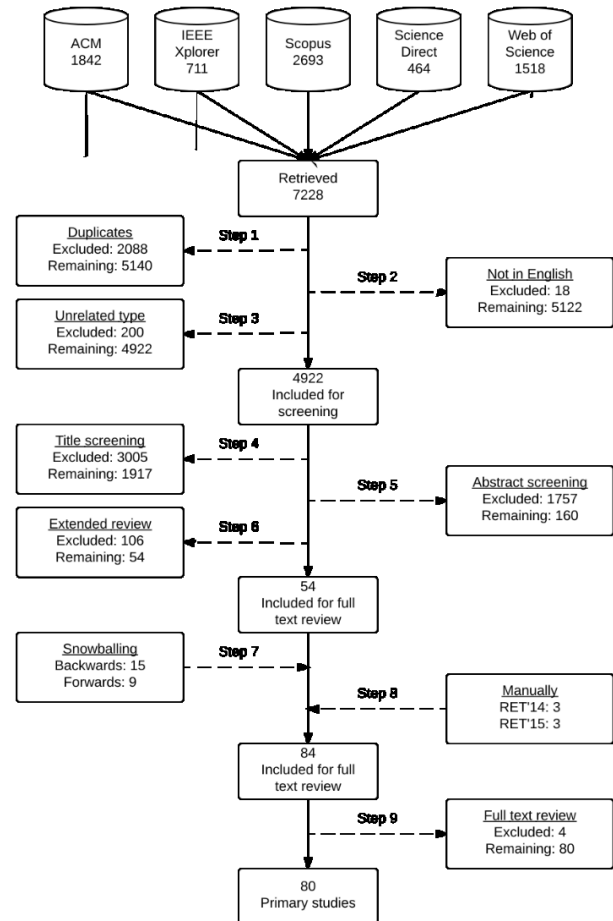 ACM
1842
IEEE
Xplorer
711
Scopus
2693
Science
Direct
464
Web of
Science
1518
Retrieved
7228
Duplicates
Excluded: 2088
Remaining: 5140
Step 1
Step 2
Not in English
Excluded: 18
Remaining: 5122
Unrelated type
Excluded: 200
Remaining: 4922
Step 3
4922
Included for
screening
Title screening
Excluded: 3005
Remaining: 1917
Step 4
Step 5
Abstract screening
Excluded: 1757
Remaining: 160
Extended review
Excluded: 106
Remaining: 54
Step 6
54
Included for full
text review
Snowballing
Backwards: 15
Forwards: 9
Step 7
Step 8
Manually
RET'14: 3
RET'15: 3
84
Included for full
text review
Step 9
Full text review
Excluded: 4
Remaining: 80
80
Primary studies